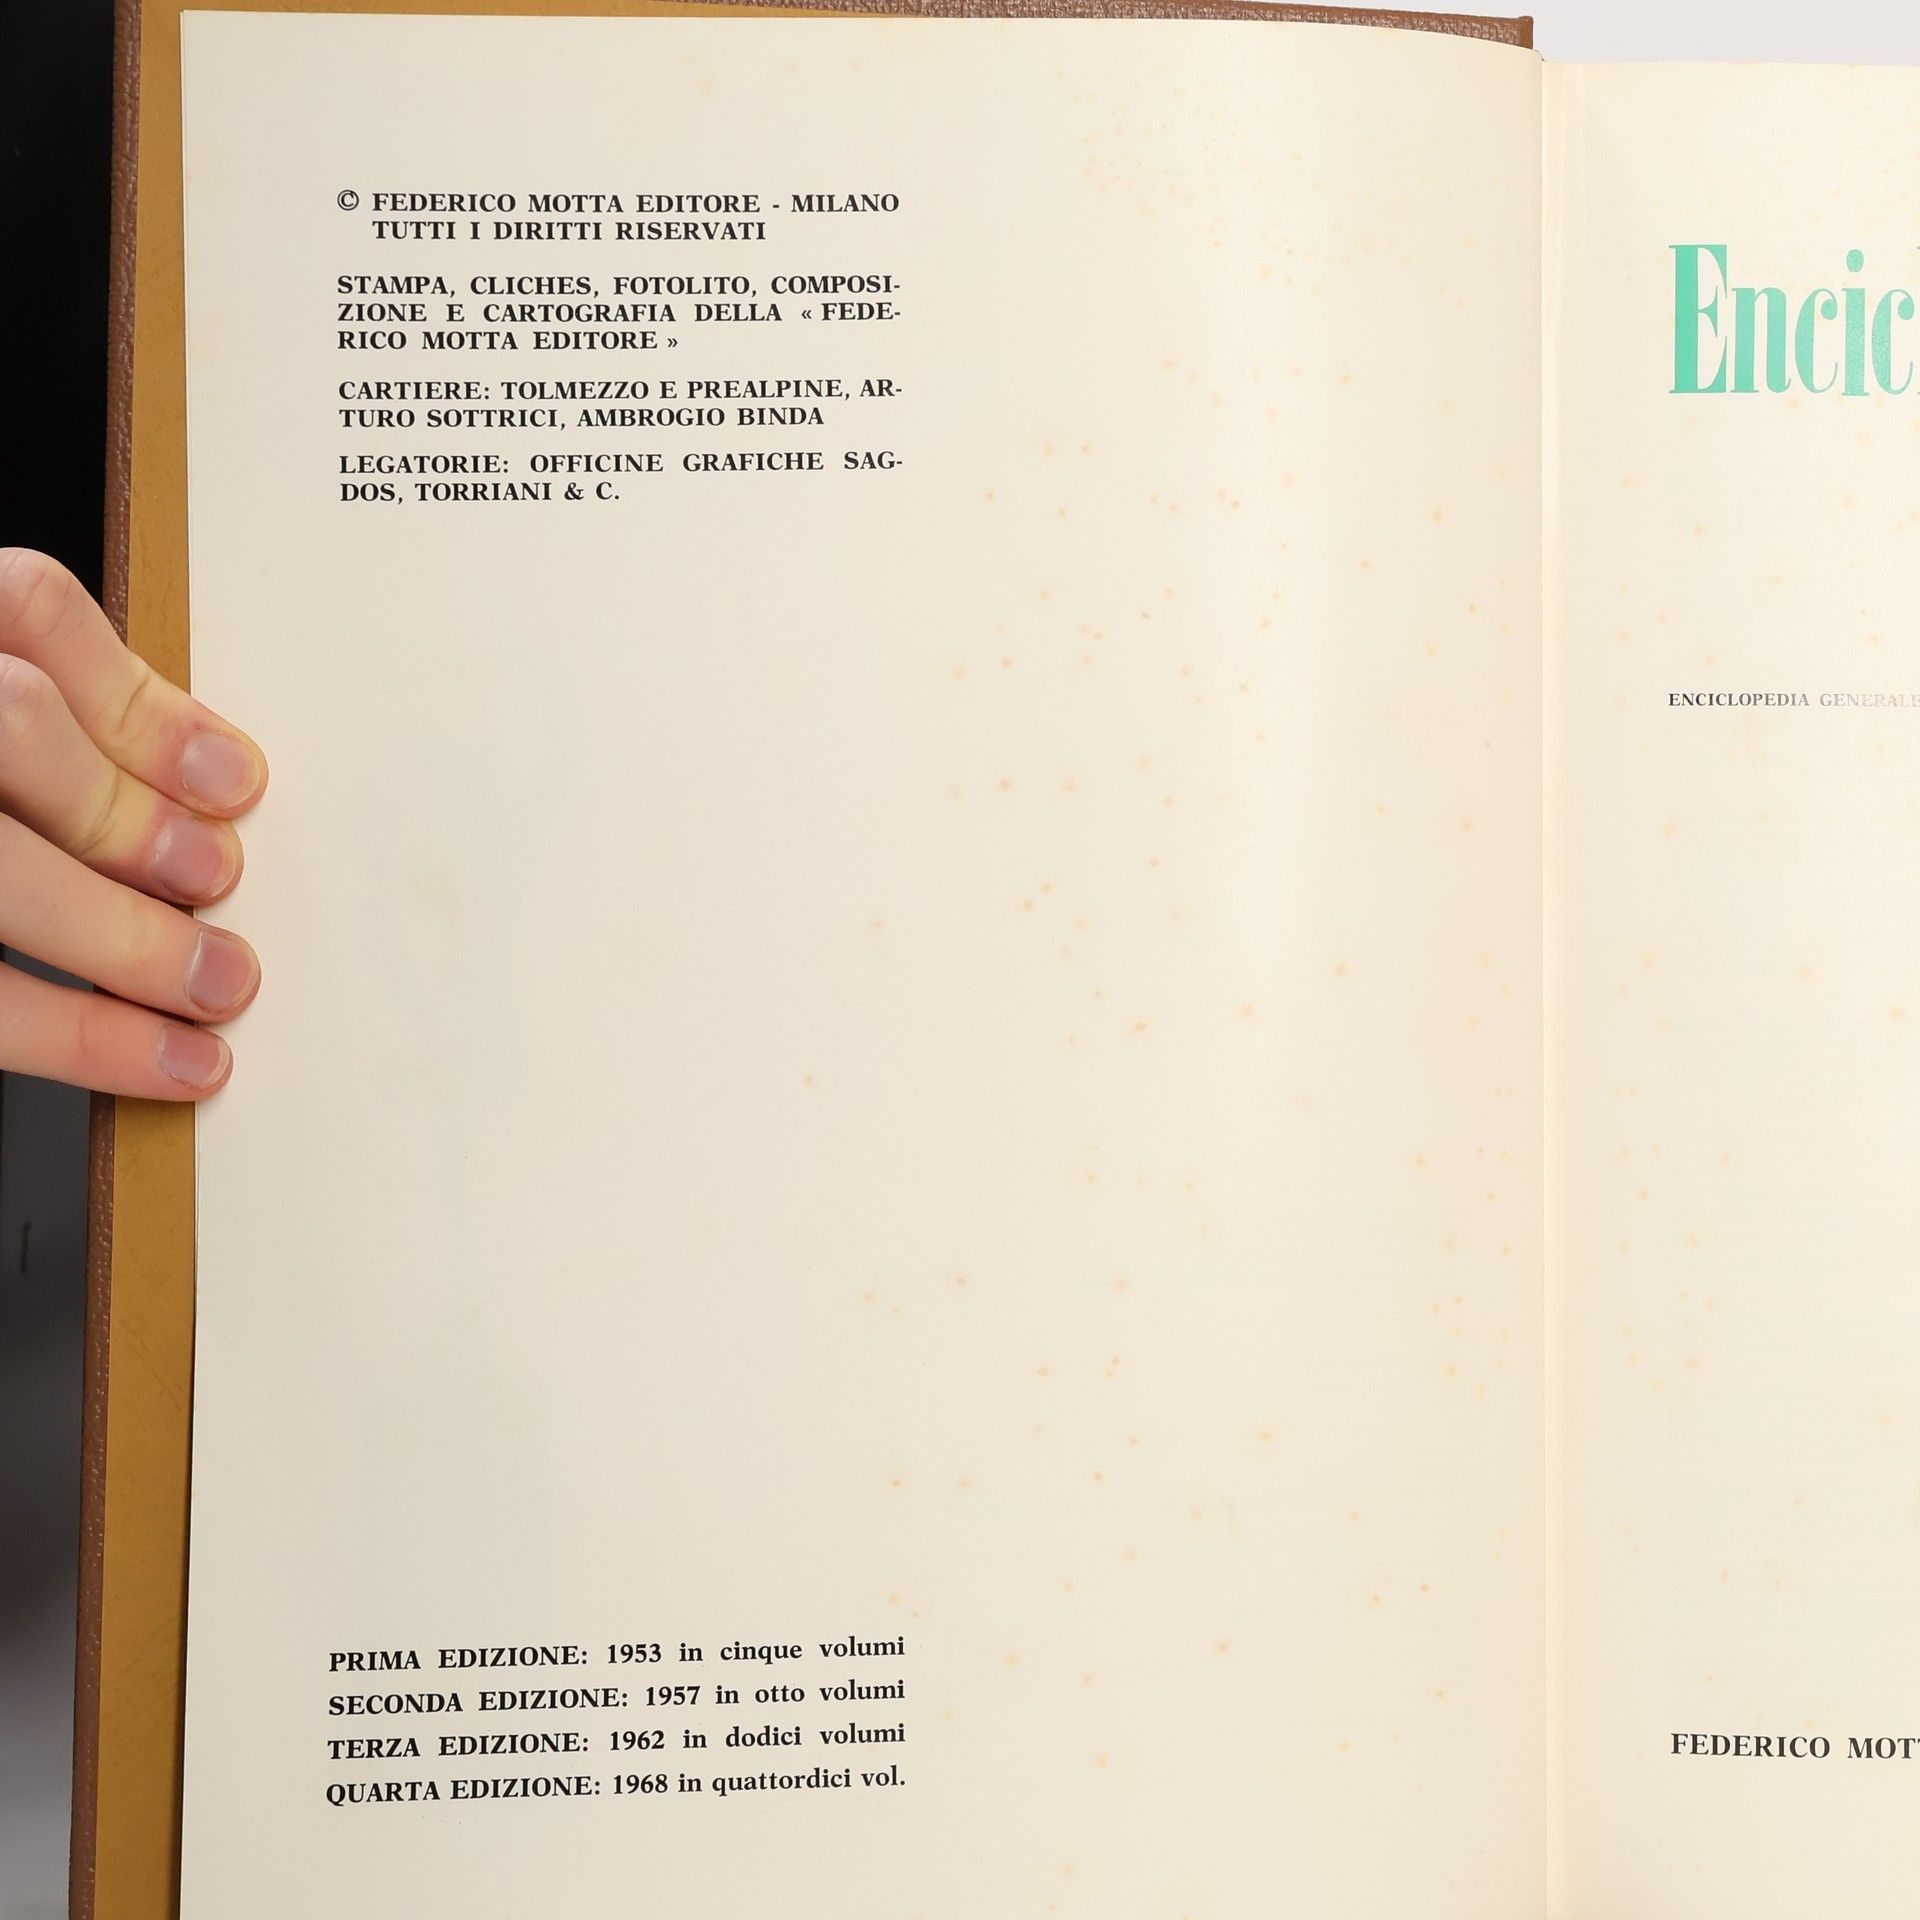 © FEDERICO MOTTA EDITORE - MILANO
TUTTI I DIRITTI RISERVATI
STAMPA, CLICHES, FOTOLITO, COMPOSI-
ZIONE E CARTOGRAFIA DELLA « FEDE-
RICO MOTTA EDITORE »
CARTIERE: TOLMEZZO E PREALPINE, AR-
TURO SOTTRICI, AMBROGIO BINDA
LEGATORIE: OFFICINE GRAFICHE SAG-
DOS, TORRIANI & C.
PRIMA EDIZIONE: 1953 in cinque volumi
SECONDA EDIZIONE: 1957 in otto volumi
TERZA EDIZIONE: 1962 in dodici volumi
QUARTA EDIZIONE: 1968 in quattordici vol.
Encic
ENCICLOPEDIA GENERALE
FEDERICO MOT